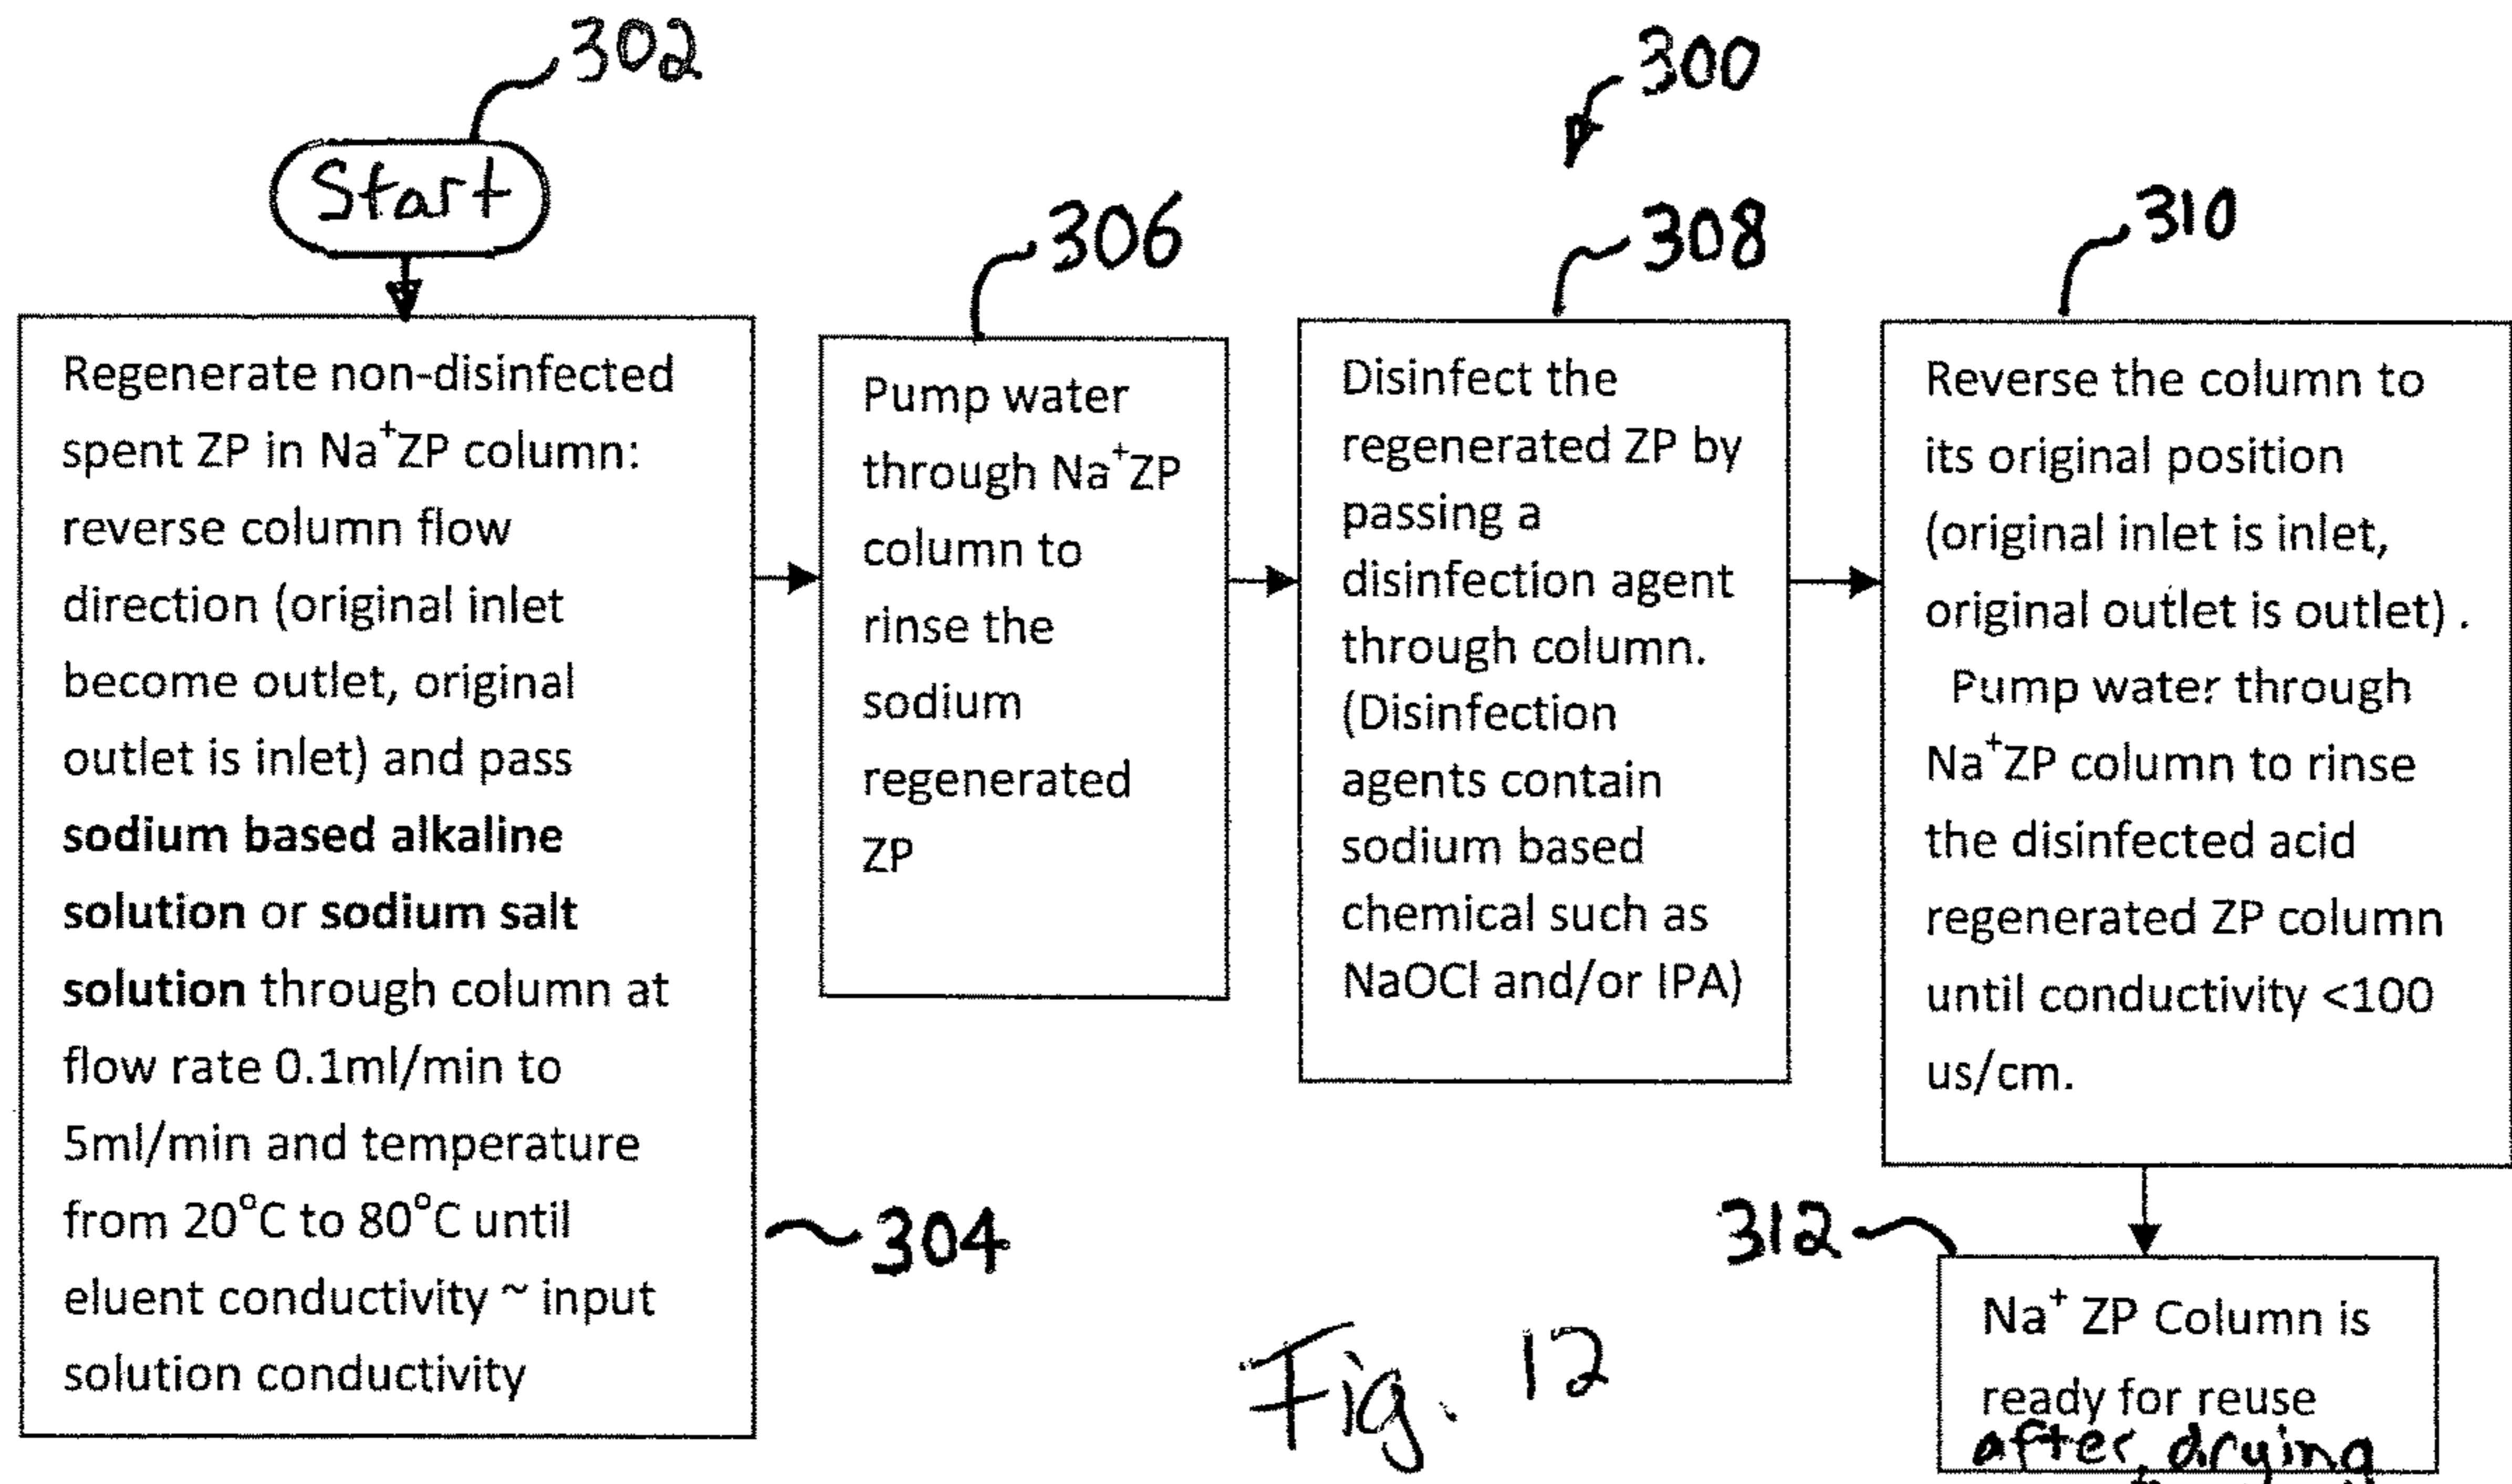 302
300
Start
306
308
310
Regenerate non-disinfected
spent ZP in Na⁺ZP column:
reverse column flow
direction (original inlet
become outlet, original
outlet is inlet) and pass
sodium based alkaline
solution or sodium salt
solution through column at
flow rate 0.1ml/min to
5ml/min and temperature
from 20°C to 80°C until
eluent conductivity ~ input
solution conductivity
304
Pump water
through Na⁺ZP
column to
rinse the
sodium
regenerated
ZP
Disinfect the
regenerated ZP by
passing a
disinfection agent
through column.
(Disinfection
agents contain
sodium based
chemical such as
NaOCl and/or IPA)
Reverse the column to
its original position
(original inlet is inlet,
original outlet is outlet) .
Pump water through
Na⁺ZP column to rinse
the disinfected acid
regenerated ZP column
until conductivity <100
us/cm.
312
Na⁺ ZP Column is
ready for reuse
after drying
Fig. 12